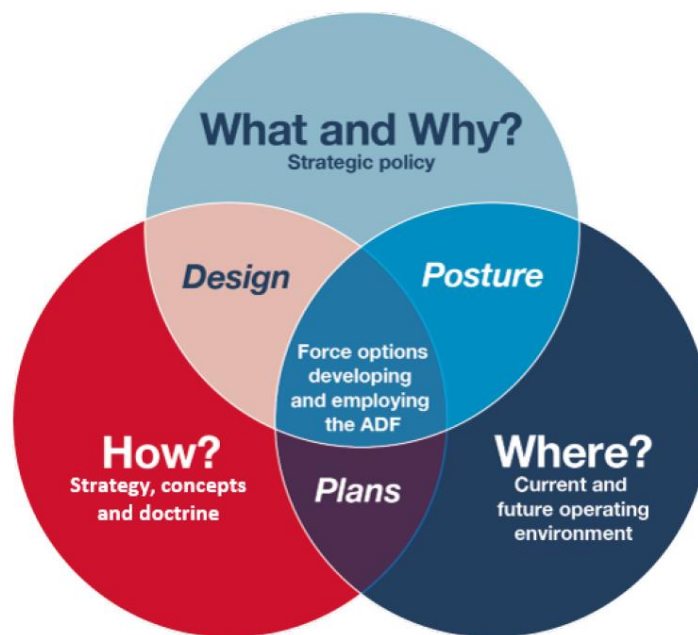 What and Why?
Strategic policy
Design
Posture
Force options
developing
and employing
the ADF
How?
Strategy, concepts
and doctrine
Where?
Current and
future operating
environment
Plans